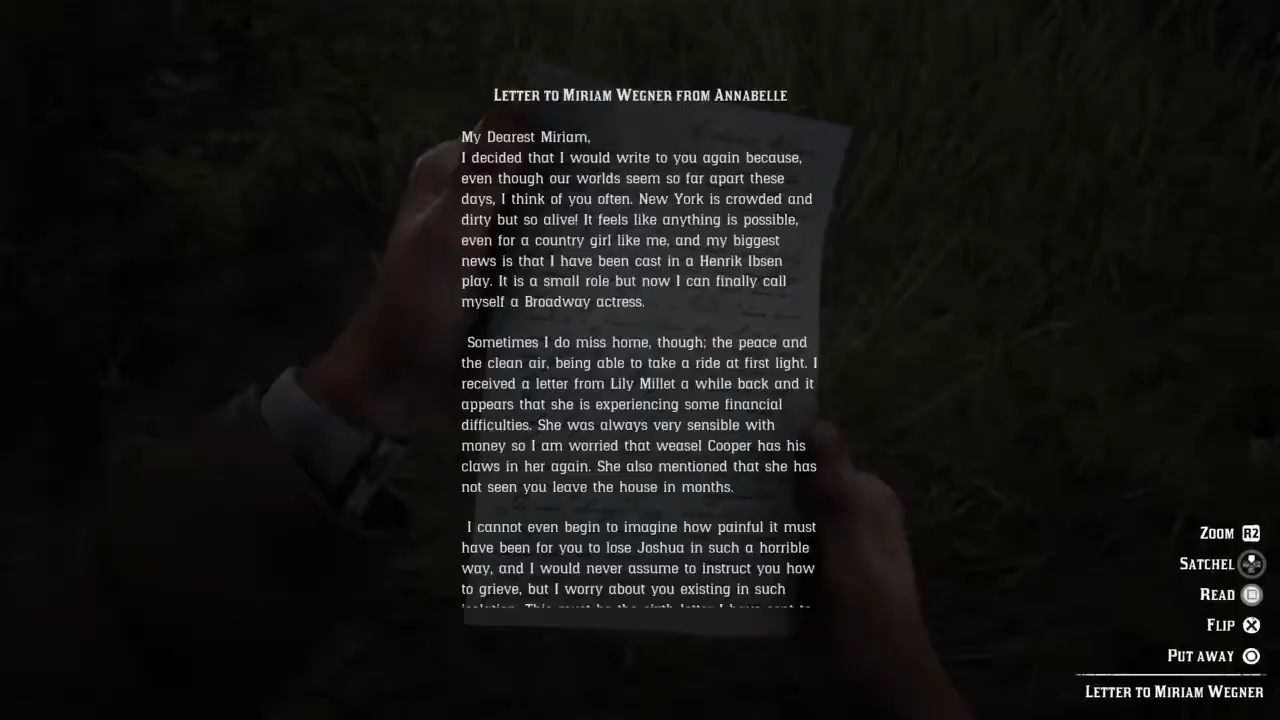 LETTER TO MIRIAM WEGNER FROM ANNABELLE
My Dearest Miriam,
I decided that I would write to you again because,
even though our worlds seem so far apart these
days, I think of you often. New York is crowded and
dirty but so alive! It feels like anything is possible,
even for a country girl like me, and my biggest
news is that I have been cast in a Henrik Ibsen
play. It is a small role but now I can finally call
myself a Broadway actress.
Sometimes I do miss home, though; the peace and
the clean air, being able to take a ride at first light. I
received a letter from Lily Millet a while back and it
appears that she is experiencing some financial
difficulties. She was always very sensible with
money so I am worried that weasel Cooper has his
claws in her again. She also mentioned that she has
not seen you leave the house in months.
I cannot even begin to imagine how painful it must
have been for you to lose Joshua in such a horrible
way, and I would never assume to instruct you how
to grieve, but I worry about you existing in such
isolation. This must be the sixth letter I have sent to
ZOOM R2
SATCHEL
READ
FLIP
PUT AWAY
LETTER TO MIRIAM WEGNER